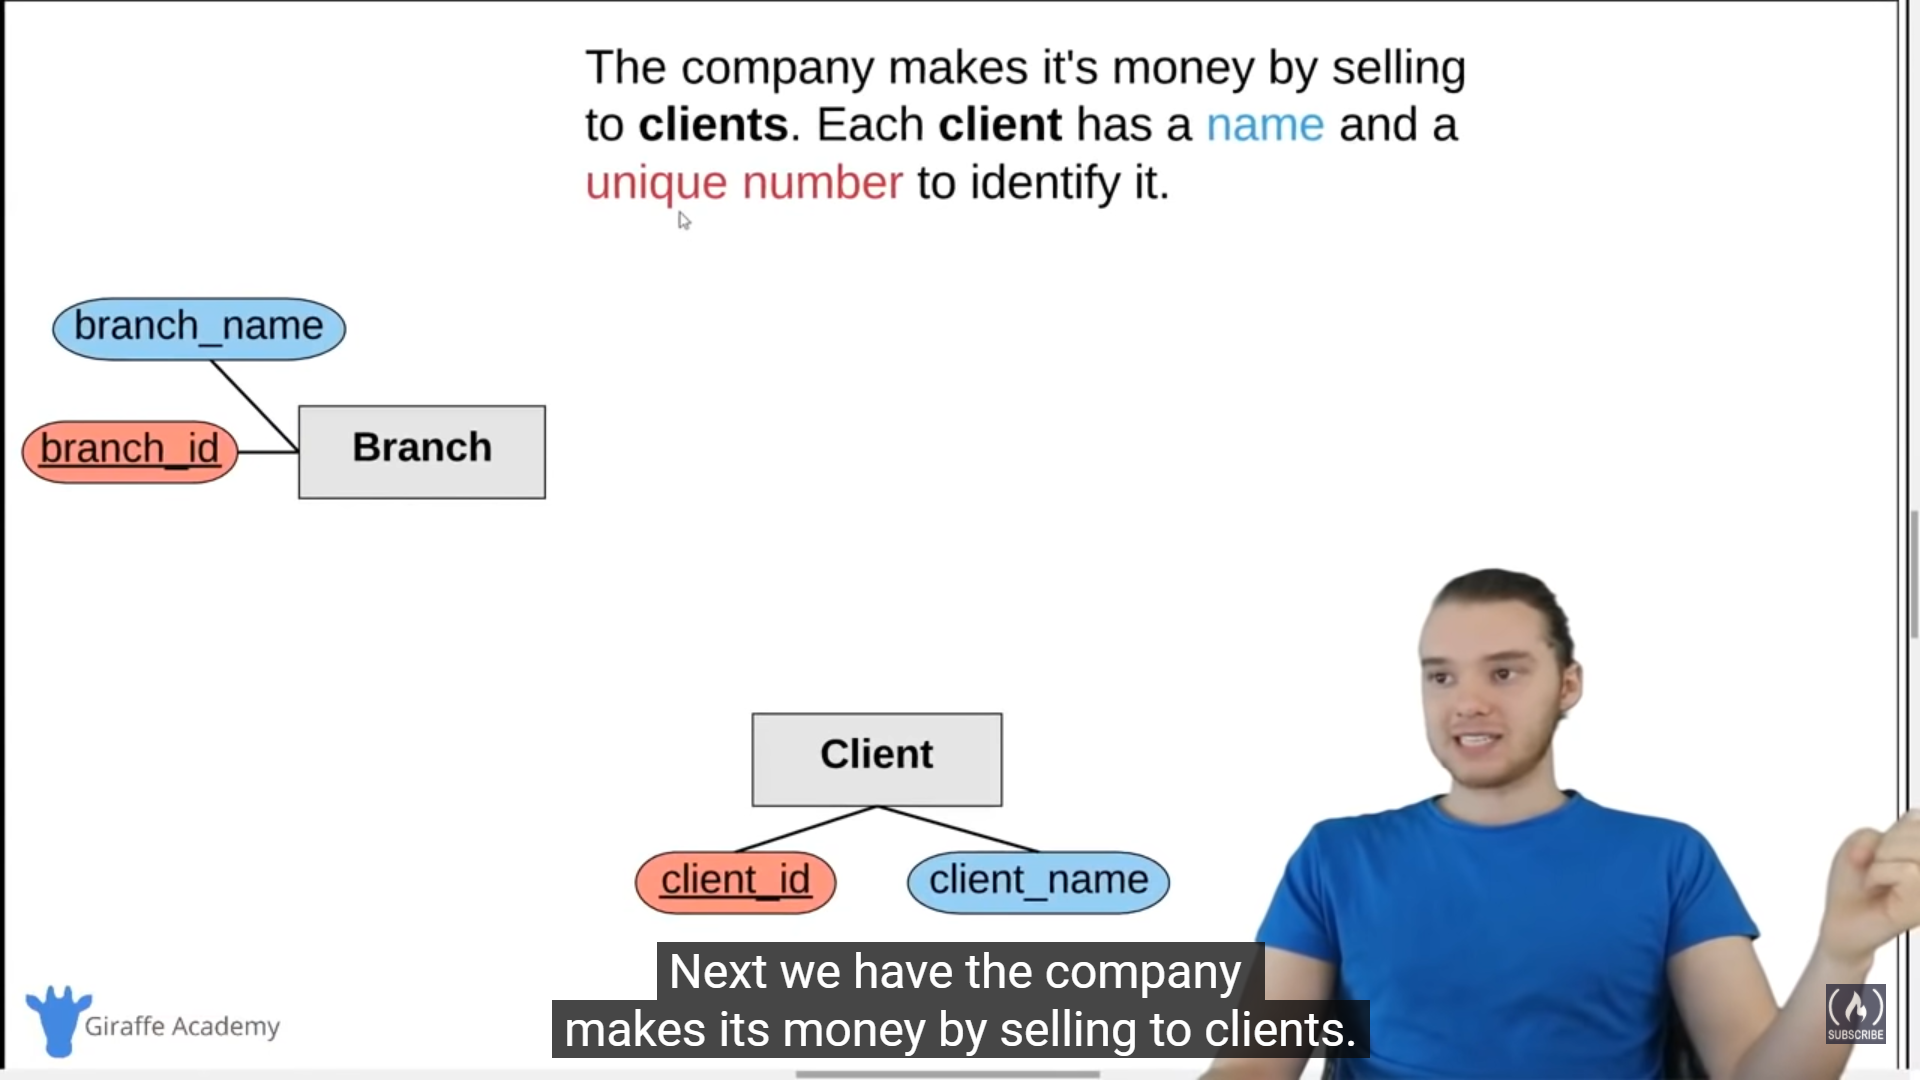 The company makes it's money by selling
to clients. Each client has a name and a
unique number to identify it.
branch_name
branch_id
Branch
Client
client_id
client_name
Next we have the company
makes its money by selling to clients.
Giraffe Academy
SUBSCRIBE